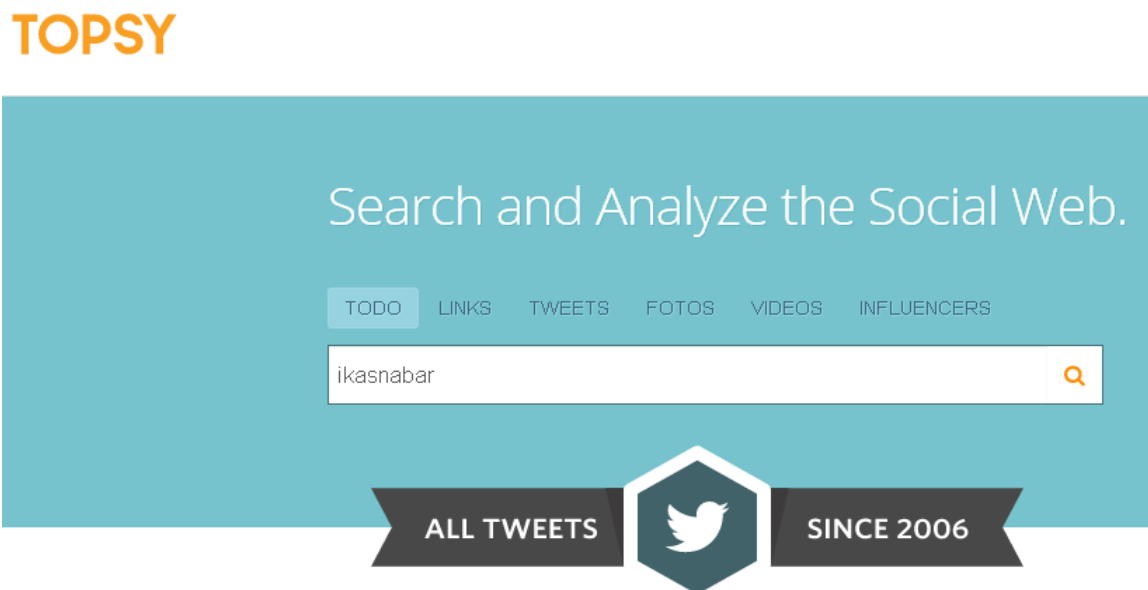 TOPSY
Search and Analyze the Social Web.
TODO LINKS TWEETS FOTOS VIDEOS INFLUENCERS
ikasnabar
ALL TWEETS SINCE 2006